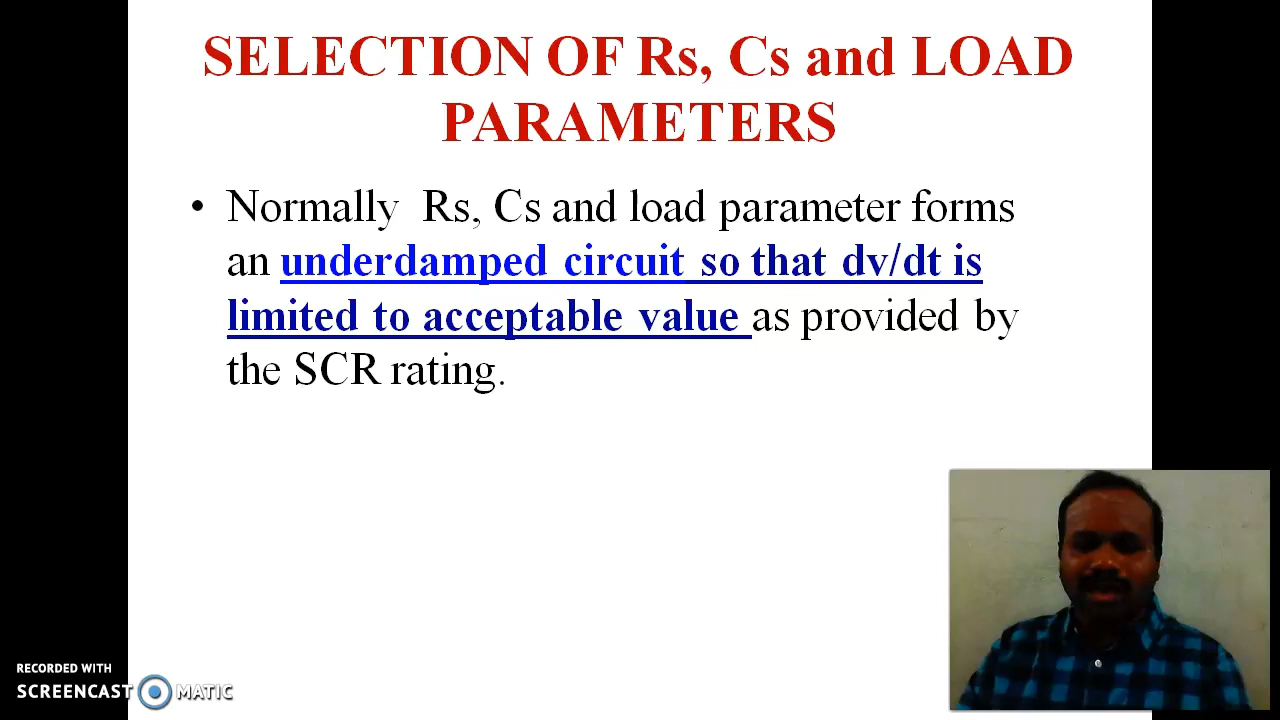 SELECTION OF Rs, Cs and LOAD
PARAMETERS
• Normally Rs, Cs and load parameter forms
an underdamped circuit so that dv/dt is
limited to acceptable value as provided by
the SCR rating.
RECORDED WITH
SCREENCAST MATIC